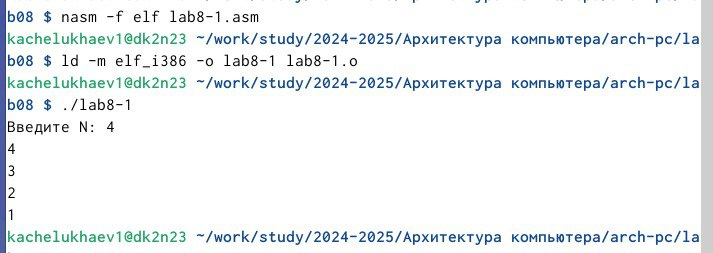 b08 $ nasm -f elf lab8-1.asm
kachelukhaev1@dk2n23 ~/work/study/2024-2025/Архитектура компьютера/arch-pc/la
b08 $ ld -m elf_i386 -o lab8-1 lab8-1.o
kachelukhaev1@dk2n23 ~/work/study/2024-2025/Архитектура компьютера/arch-pc/la
b08 $ ./lab8-1
Введите N: 4
4
3
2
1
kachelukhaev1@dk2n23 ~/work/study/2024-2025/Архитектура компьютера/arch-pc/la